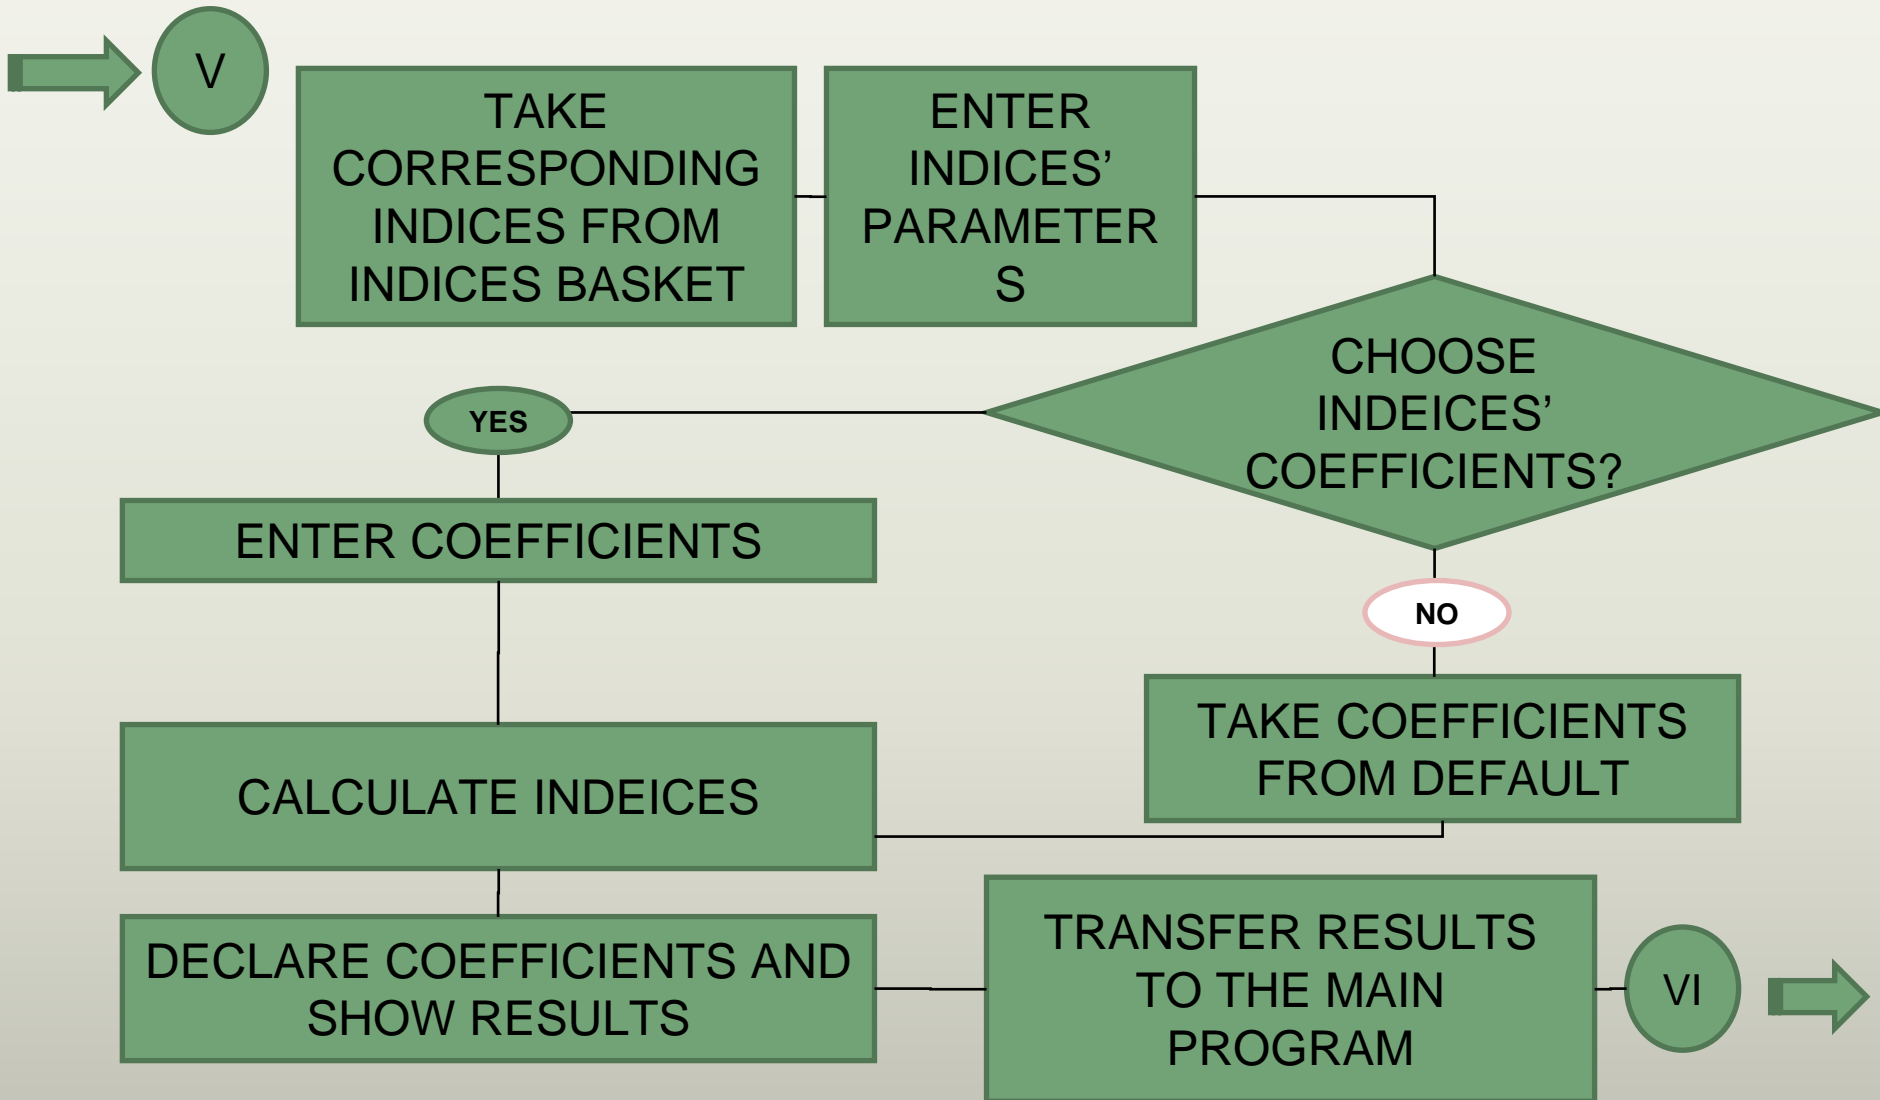 V
TAKE
CORRESPONDING
INDICES FROM
INDICES BASKET
ENTER
INDICES’
PARAMETER
S
CHOOSE
INDEICES’
COEFFICIENTS?
YES
ENTER COEFFICIENTS
NO
TAKE COEFFICIENTS
FROM DEFAULT
CALCULATE INDEICES
DECLARE COEFFICIENTS AND
SHOW RESULTS
TRANSFER RESULTS
TO THE MAIN
PROGRAM
VI